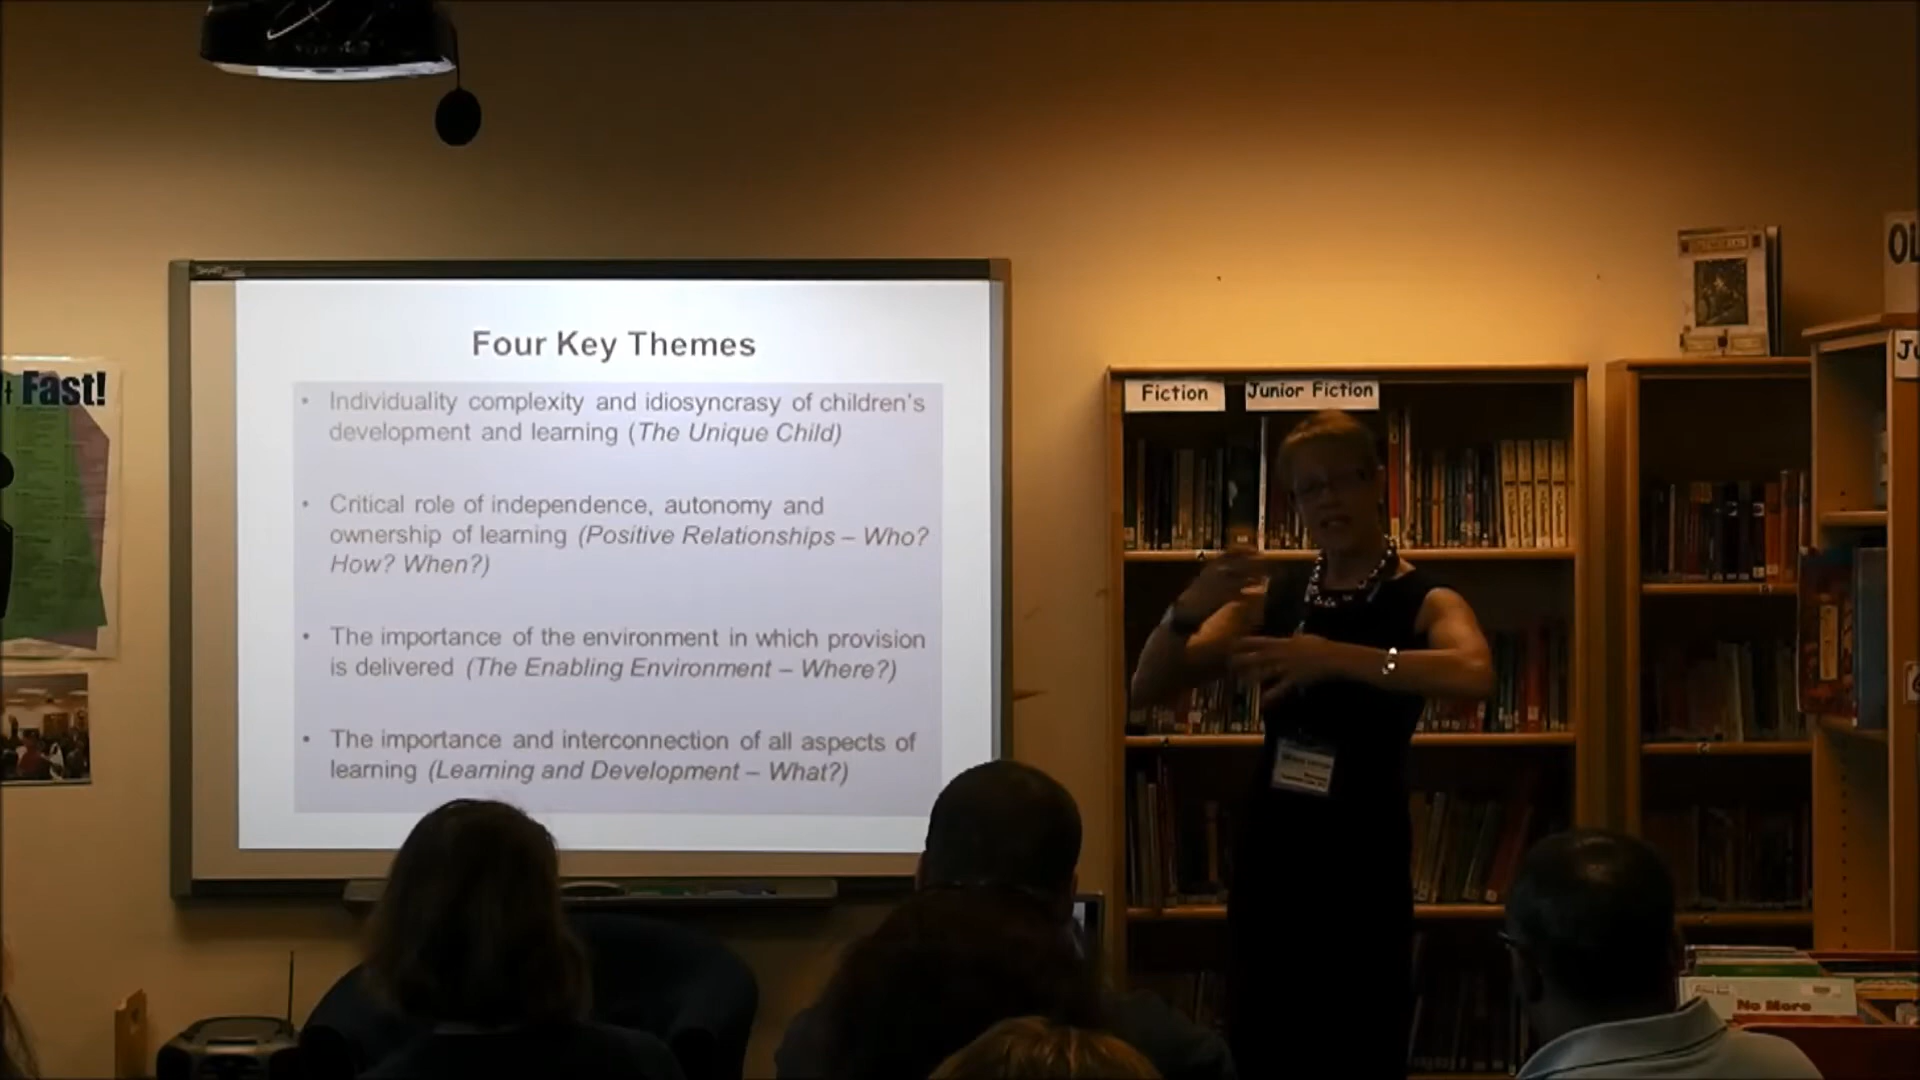 Four Key Themes
• Individuality complexity and idiosyncrasy of children's
development and learning (The Unique Child)
• Critical role of independence, autonomy and
ownership of learning (Positive Relationships – Who?
How? When?)
• The importance of the environment in which provision
is delivered (The Enabling Environment – Where?)
• The importance and interconnection of all aspects of
learning (Learning and Development – What?)
Fast!
Fiction
Junior Fiction
OL
Ju
No More